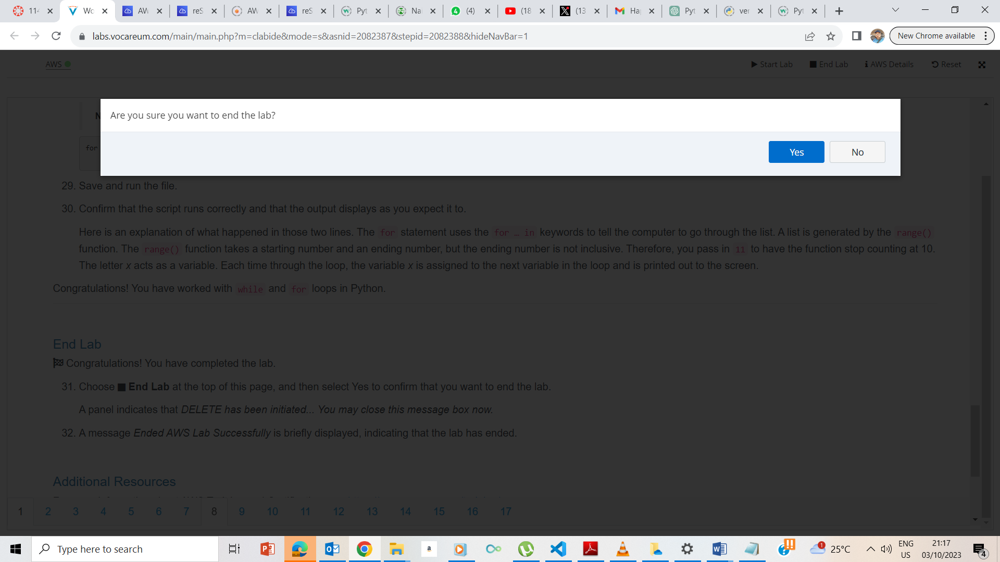 114
Wo
AW
reS
AW
reS
Pyt
Nai
(4)
(18
(13
Ha
Pyt
ver
Pyt
labs.vocareum.com/main/main.php?m=clabide&mode=s&asnid=2082387&stepid=2082388&hideNavBar=1
New Chrome available
AWS
Start Lab
End Lab
AWS Details
Reset
Are you sure you want to end the lab?
Yes
No
for
29. Save and run the file.
30. Confirm that the script runs correctly and that the output displays as you expect it to.
Here is an explanation of what happened in those two lines. The for statement uses the for … in keywords to tell the computer to go through the list. A list is generated by the range()
function. The range() function takes a starting number and an ending number, but the ending number is not inclusive. Therefore, you pass in 11 to have the function stop counting at 10.
The letter x acts as a variable. Each time through the loop, the variable x is assigned to the next variable in the loop and is printed out to the screen.
Congratulations! You have worked with while and for loops in Python.
End Lab
Congratulations! You have completed the lab.
31. Choose End Lab at the top of this page, and then select Yes to confirm that you want to end the lab.
A panel indicates that DELETE has been initiated... You may close this message box now.
32. A message Ended AWS Lab Successfully is briefly displayed, indicating that the lab has ended.
Additional Resources
1 2 3 4 5 6 7 8 9 10 11 12 13 14 15 16 17
Type here to search
25°C
ENG
US
21:17
03/10/2023
4